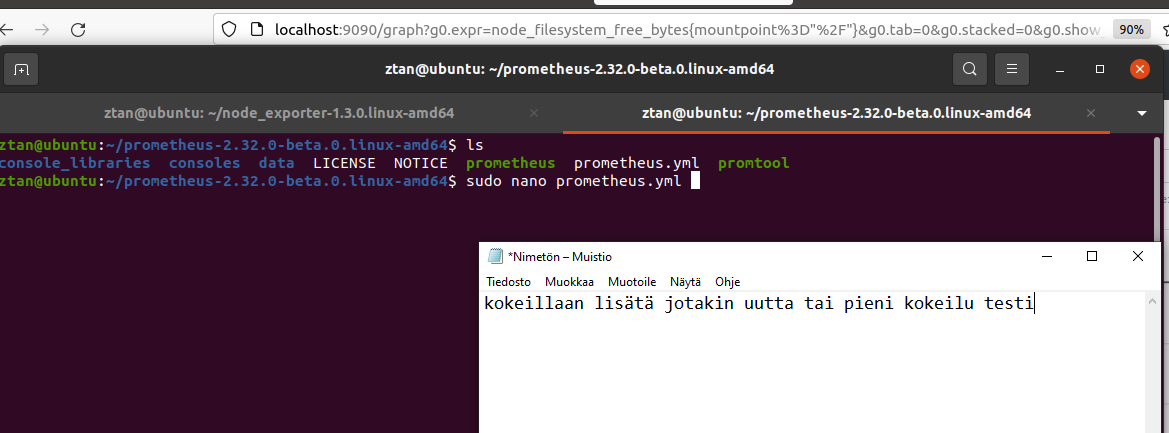 localhost:9090/graph?g0.expr=node_filesystem_free_bytes{mountpoint%3D"%2F"}&g0.tab=0&g0.stacked=0&g0.show_ 90%
ztan@ubuntu: ~/prometheus-2.32.0-beta.0.linux-amd64
ztan@ubuntu: ~/node_exporter-1.3.0.linux-amd64 ztan@ubuntu: ~/prometheus-2.32.0-beta.0.linux-amd64
ztan@ubuntu:~/prometheus-2.32.0-beta.0.linux-amd64$ ls
console_libraries consoles data LICENSE NOTICE prometheus prometheus.yml promtool
ztan@ubuntu:~/prometheus-2.32.0-beta.0.linux-amd64$ sudo nano prometheus.yml
*Nimetön – Muistio
Tiedosto Muokkaa Muotoile Näytä Ohje
kokeillaan lisätä jotakin uutta tai pieni kokeilu testi